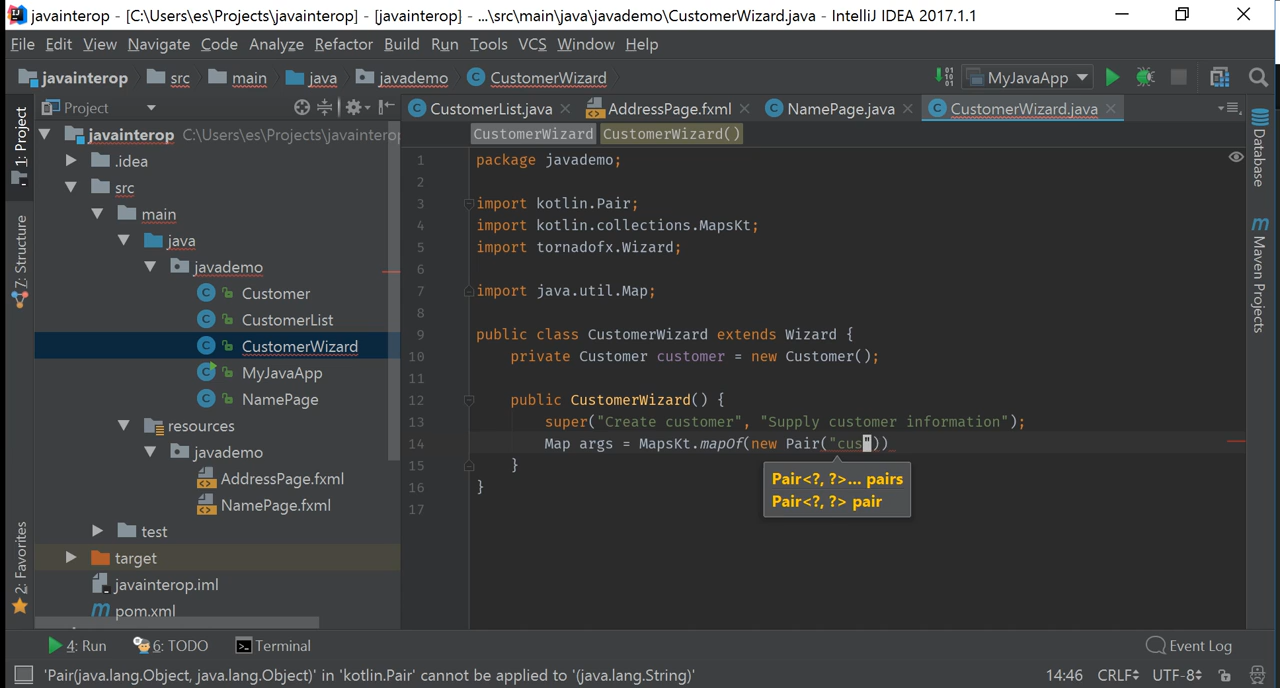 javainterop - [C:\Users\es\Projects\javainterop] - [javainterop] - ...\src\main\java\javademo\CustomerWizard.java - IntelliJ IDEA 2017.1.1
File Edit View Navigate Code Analyze Refactor Build Run Tools VCS Window Help
javainterop src main java javademo CustomerWizard MyJavaApp
Project
CustomerList.java AddressPage.fxml NamePage.java CustomerWizard.java
CustomerWizard CustomerWizard()
1: Project
Z: Structure
2: Favorites
javainterop C:\Users\es\Projects\javainterop
.idea
src
main
java
javademo
Customer
CustomerList
CustomerWizard
MyJavaApp
NamePage
resources
javademo
AddressPage.fxml
NamePage.fxml
test
target
javainterop.iml
pom.xml
1 package javademo;
2
3 import kotlin.Pair;
4 import kotlin.collections.MapsKt;
5 import tornadofx.Wizard;
6
7 import java.util.Map;
8
9 public class CustomerWizard extends Wizard {
10 private Customer customer = new Customer();
11
12 public CustomerWizard() {
13 super("Create customer", "Supply customer information");
14 Map args = MapsKt.mapOf(new Pair("cus"))
15 }
16 }
17
Pair<?, ?>... pairs
Pair<?, ?> pair
Database
Maven Projects
4: Run 6: TODO Terminal Event Log
'Pair(java.lang.Object, java.lang.Object)' in 'kotlin.Pair' cannot be applied to '(java.lang.String)' 14:46 CRLF UTF-8